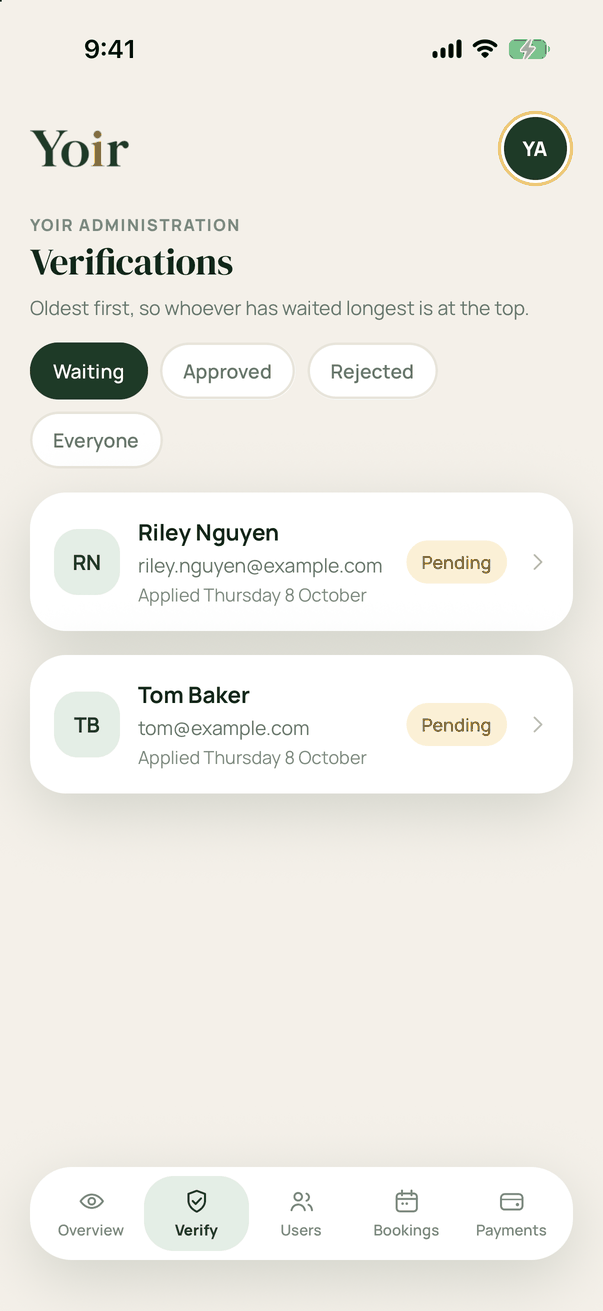 9:41
Yoir
YA
YOIR ADMINISTRATION
Verifications
Oldest first, so whoever has waited longest is at the top.
Waiting
Approved
Rejected
Everyone
RN
Riley Nguyen
riley.nguyen@example.com
Applied Thursday 8 October
Pending
TB
Tom Baker
tom@example.com
Applied Thursday 8 October
Pending
Overview
Verify
Users
Bookings
Payments